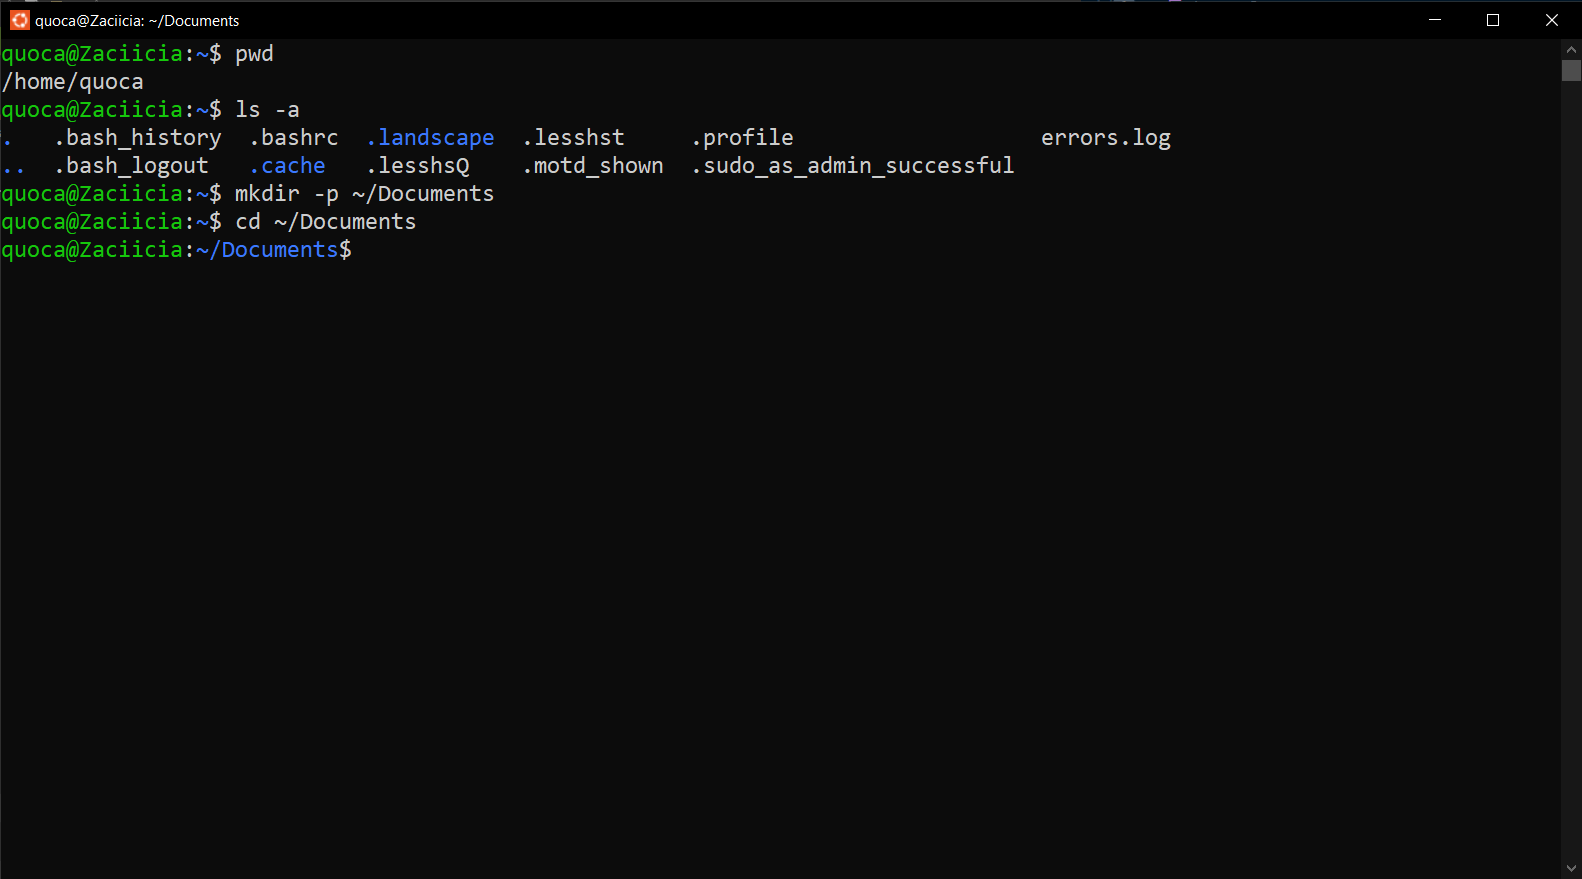 quoca@Zaciicia: ~/Documents
quoca@Zaciicia:~$ pwd
/home/quoca
quoca@Zaciicia:~$ ls -a
.   .bash_history  .bashrc  .landscape  .lesshst     .profile                   errors.log
..  .bash_logout   .cache   .lesshsQ    .motd_shown  .sudo_as_admin_successful
quoca@Zaciicia:~$ mkdir -p ~/Documents
quoca@Zaciicia:~$ cd ~/Documents
quoca@Zaciicia:~/Documents$